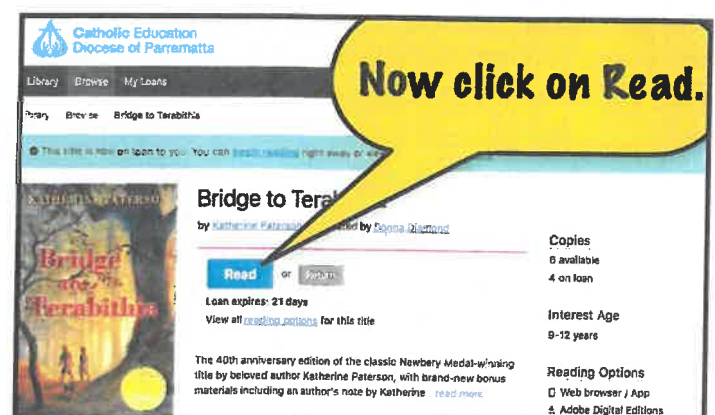 Catholic Education
Diocese of Parramatta
Now click on Read.
Library Browse My Loans
Browse Bridge to Terabithia
This title is now on loan to you. You can begin reading right away or
KATHERINE PATERSON
Bridge
to
Terabithia
Bridge to Tera
by Katherine Paterson by Donna Diamond
Read or Return
Loan expires: 21 days
View all reading options for this title
The 40th anniversary edition of the classic Newbery Medal-winning
title by beloved author Katherine Paterson, with brand-new bonus
materials including an author's note by Katherine read more
Copies
6 available
4 on loan
Interest Age
9-12 years
Reading Options
Web browser / App
Adobe Digital Editions